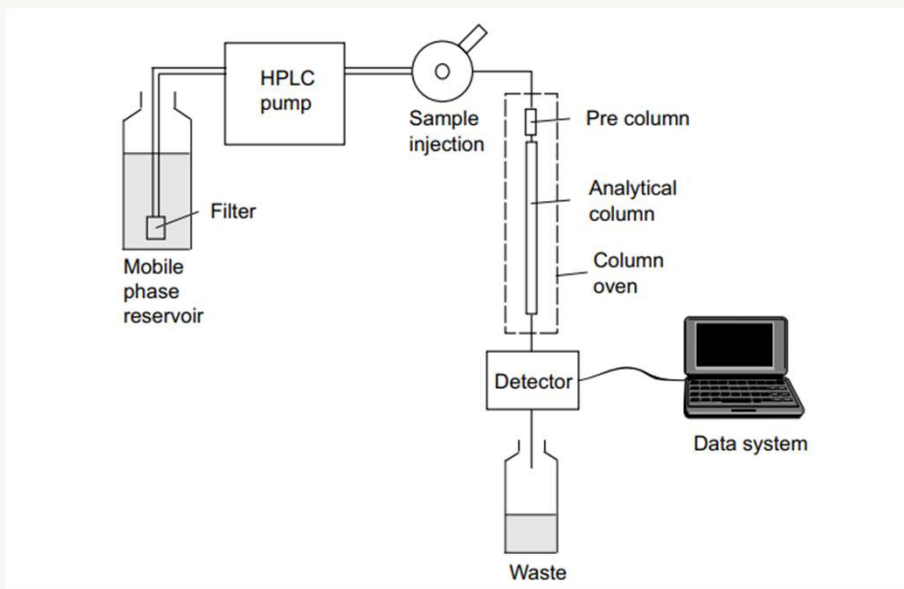 HPLC
pump
Sample
injection
Pre column
Analytical
column
Filter
Column
oven
Mobile
phase
reservoir
Detector
Data system
Waste